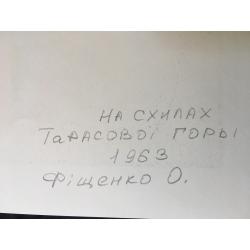 НА СХИЛАХ
ТАРАСОВОЇ ГОРЫ
1963
ФІЩЕНКО О.